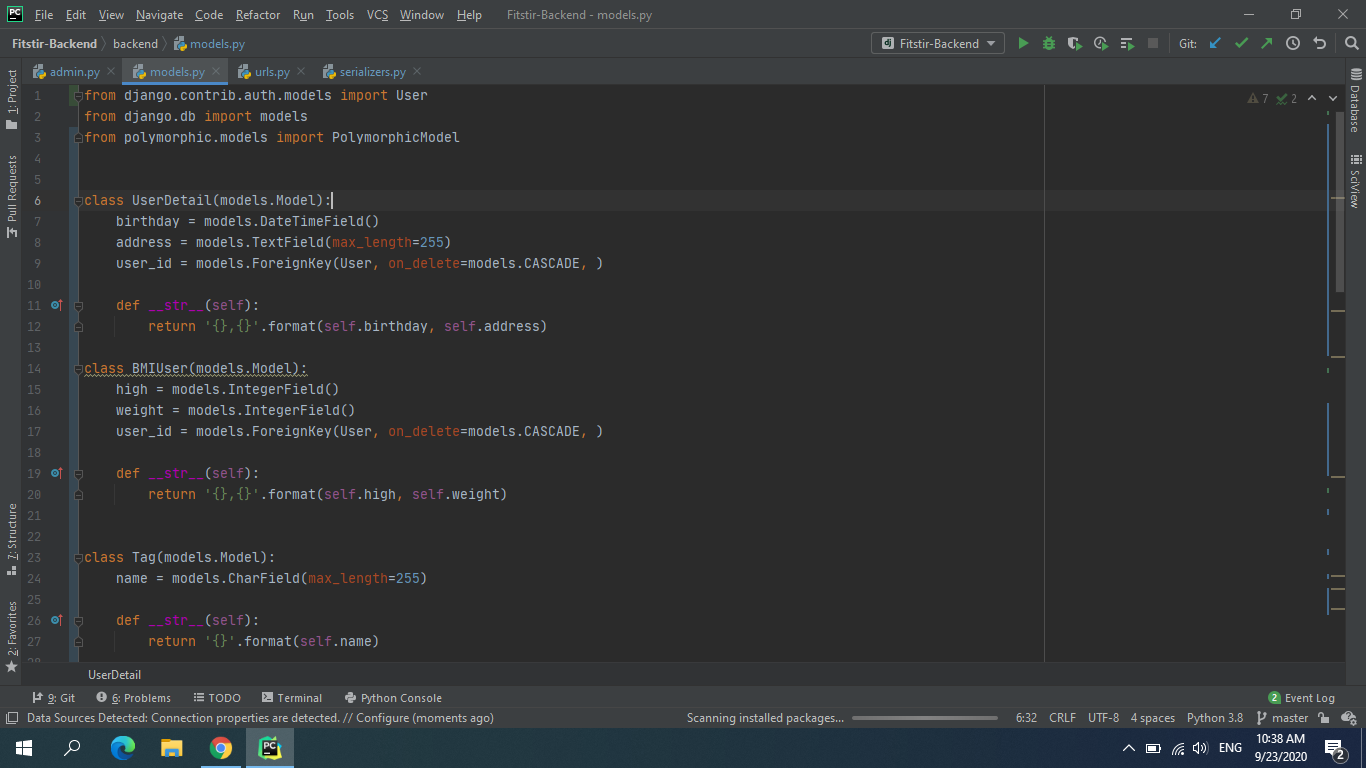 PC File Edit View Navigate Code Refactor Run Tools VCS Window Help Fitstir-Backend - models.py
Fitstir-Backend backend models.py Fitstir-Backend Git:
admin.py models.py urls.py serializers.py
1: Project
Pull Requests
7: Structure
2: Favorites
Database
SciView
7 2
1 from django.contrib.auth.models import User
2 from django.db import models
3 from polymorphic.models import PolymorphicModel
4
5
6 class UserDetail(models.Model):
7 birthday = models.DateTimeField()
8 address = models.TextField(max_length=255)
9 user_id = models.ForeignKey(User, on_delete=models.CASCADE, )
10
11 def __str__(self):
12 return '{},{}'.format(self.birthday, self.address)
13
14 class BMIUser(models.Model):
15 high = models.IntegerField()
16 weight = models.IntegerField()
17 user_id = models.ForeignKey(User, on_delete=models.CASCADE, )
18
19 def __str__(self):
20 return '{},{}'.format(self.high, self.weight)
21
22
23 class Tag(models.Model):
24 name = models.CharField(max_length=255)
25
26 def __str__(self):
27 return '{}'.format(self.name)
28
UserDetail
9: Git 6: Problems TODO Terminal Python Console 2 Event Log
Data Sources Detected: Connection properties are detected. // Configure (moments ago) Scanning installed packages... 6:32 CRLF UTF-8 4 spaces Python 3.8 master
PC ENG 10:38 AM
9/23/2020 2